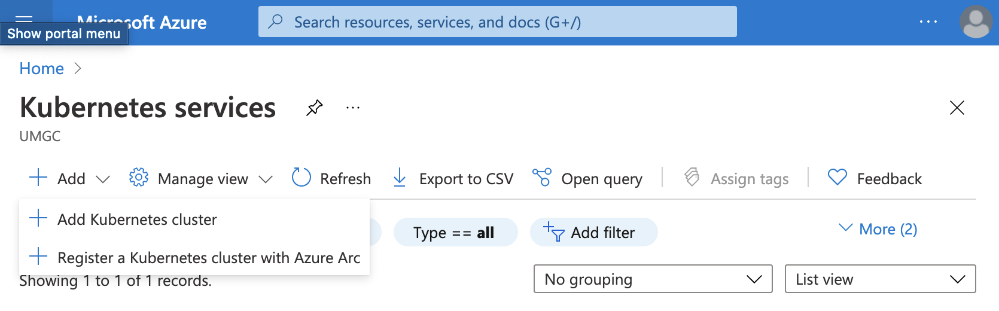 Microsoft Azure
Search resources, services, and docs (G+/)
Show portal menu
Home
Kubernetes services
UMGC
Add
Manage view
Refresh
Export to CSV
Open query
Assign tags
Feedback
Add Kubernetes cluster
Register a Kubernetes cluster with Azure Arc
Type == all
Add filter
More (2)
Showing 1 to 1 of 1 records.
No grouping
List view